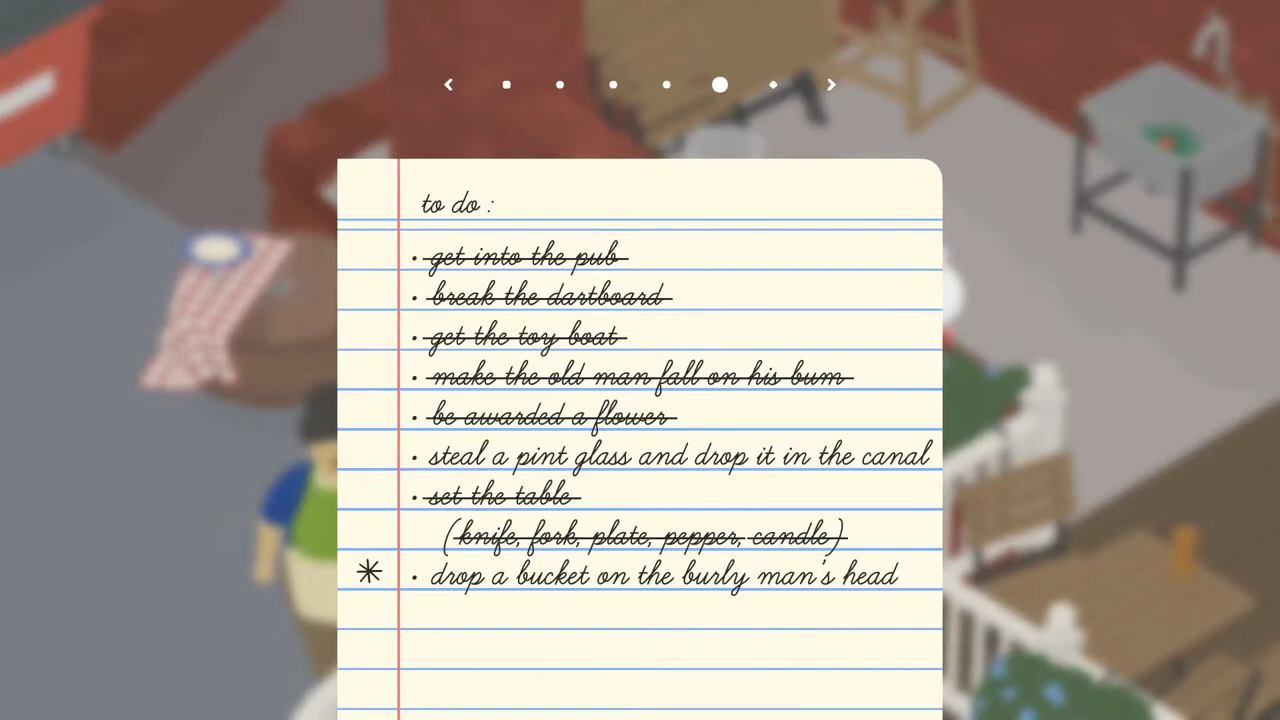 to do :
• get into the pub
• break the dartboard
• get the toy boat
• make the old man fall on his bum
• be awarded a flower
• steal a pint glass and drop it in the canal
• set the table
(knife, fork, plate, pepper, candle)
* • drop a bucket on the burly man's head